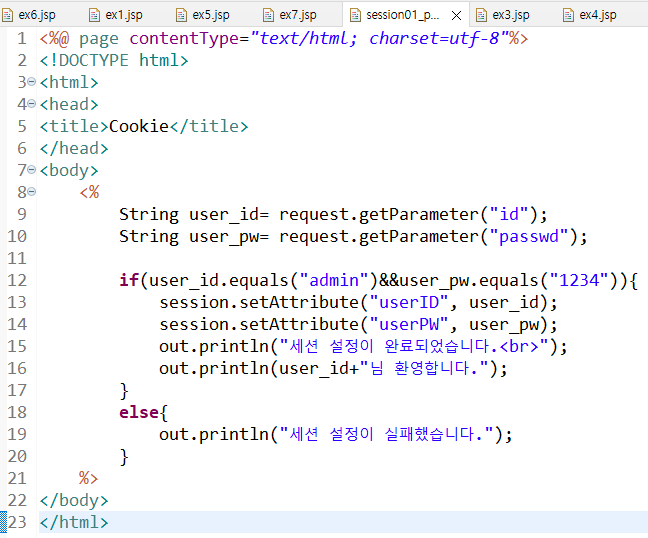 ex6.jsp ex1.jsp ex5.jsp ex7.jsp session01_p... ex3.jsp ex4.jsp
1 <%@ page contentType="text/html; charset=utf-8"%>
2 <!DOCTYPE html>
3 <html>
4 <head>
5 <title>Cookie</title>
6 </head>
7 <body>
8     <%
9         String user_id= request.getParameter("id");
10         String user_pw= request.getParameter("passwd");
11
12         if(user_id.equals("admin")&&user_pw.equals("1234")){
13             session.setAttribute("userID", user_id);
14             session.setAttribute("userPW", user_pw);
15             out.println("세션 설정이 완료되었습니다.<br>");
16             out.println(user_id+"님 환영합니다.");
17         }
18         else{
19             out.println("세션 설정이 실패했습니다.");
20         }
21     %>
22 </body>
23 </html>